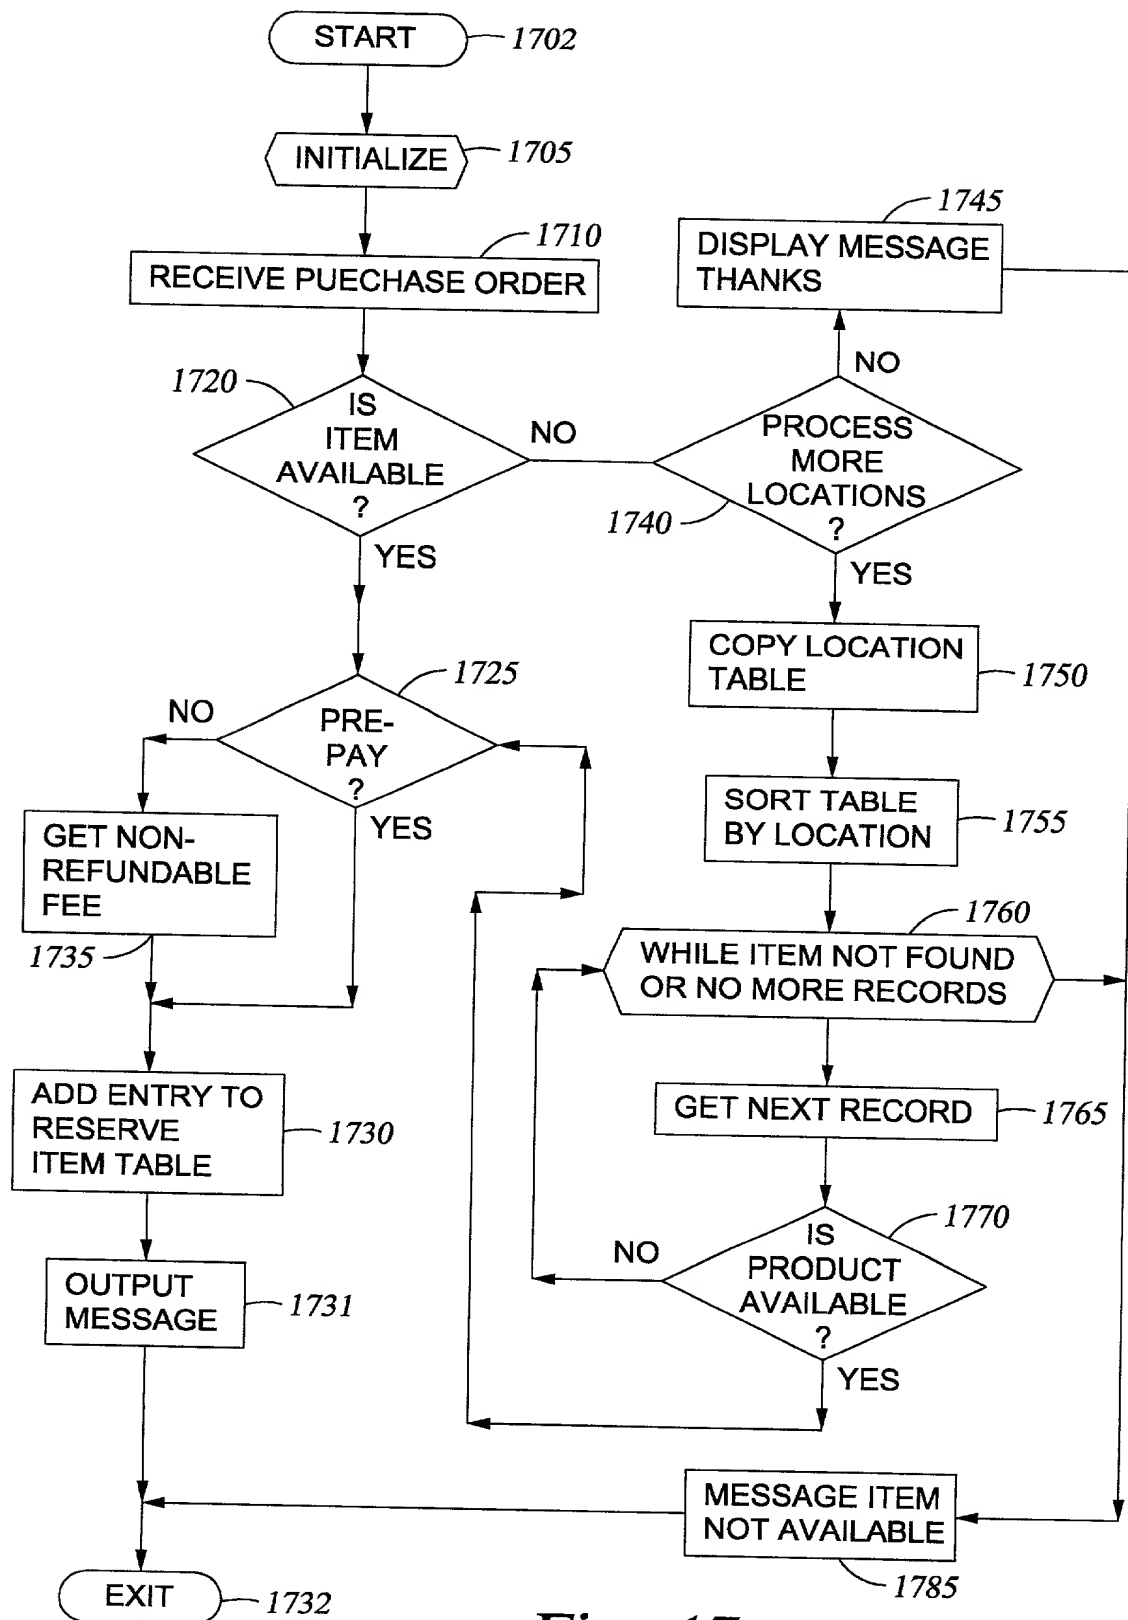 START
1702
INITIALIZE
1705
1710
RECEIVE PUECHASE ORDER
1745
DISPLAY MESSAGE
THANKS
1720
IS
ITEM
AVAILABLE
?
NO
YES
NO
PROCESS
MORE
LOCATIONS
?
1740
YES
COPY LOCATION
TABLE
1750
1725
PRE-
PAY
?
NO
YES
SORT TABLE
BY LOCATION
1755
GET NON-
REFUNDABLE
FEE
1735
1760
WHILE ITEM NOT FOUND
OR NO MORE RECORDS
GET NEXT RECORD
1765
ADD ENTRY TO
RESERVE
ITEM TABLE
1730
1770
IS
PRODUCT
AVAILABLE
?
NO
YES
OUTPUT
MESSAGE
1731
MESSAGE ITEM
NOT AVAILABLE
1785
EXIT
1732